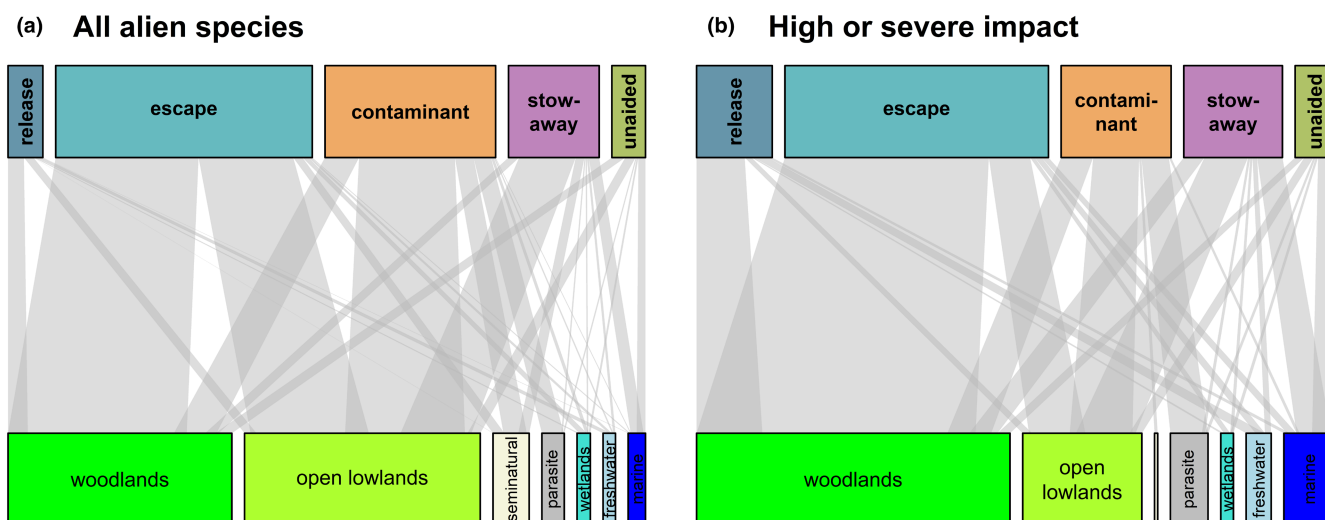 (a) All alien species
release
escape
contaminant
stow-
away
unaided
woodlands
open lowlands
seminatural
parasite
wetlands
freshwater
marine
(b) High or severe impact
release
escape
contami-
nant
stow-
away
unaided
woodlands
open
lowlands
parasite
wetlands
freshwater
marine